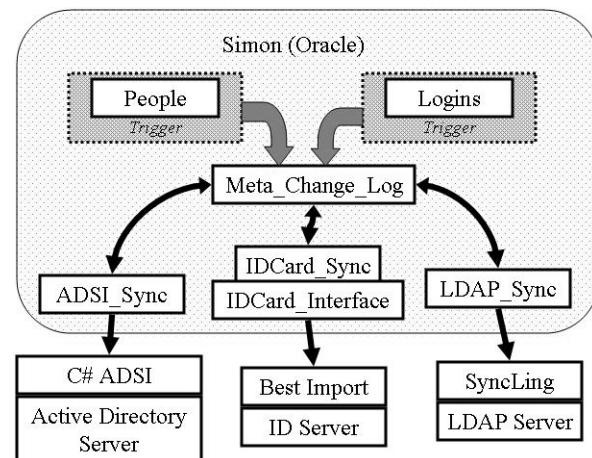 Simon (Oracle)
People
Logins
Trigger
Trigger
Meta_Change_Log
IDCard_Sync
ADSI_Sync
IDCard_Interface
LDAP_Sync
C# ADSI
Best Import
SyncLing
Active Directory
Server
ID Server
LDAP Server